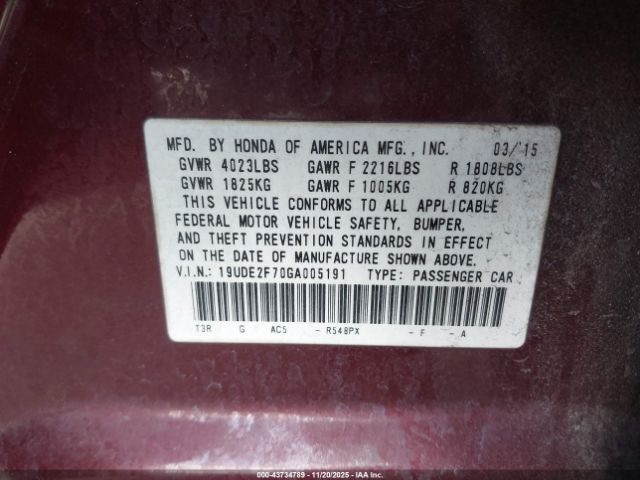 MFD. BY HONDA OF AMERICA MFG., INC. 03/15
GVWR 4023LBS GAWR F 2216LBS R 1808LBS
GVWR 1825KG GAWR F 1005KG R 820KG
THIS VEHICLE CONFORMS TO ALL APPLICABLE
FEDERAL MOTOR VEHICLE SAFETY, BUMPER,
AND THEFT PREVENTION STANDARDS IN EFFECT
ON THE DATE OF MANUFACTURE SHOWN ABOVE.
V.I.N.: 19UDE2F70GA005191 TYPE: PASSENGER CAR
T3R G AC5 - R548PX - F - A
000-43734789 | 11/20/2025 - IAAI.COM